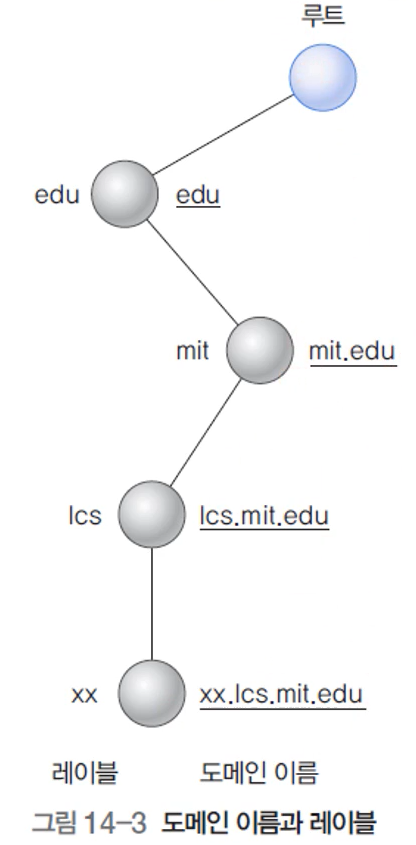 루트
edu edu
mit mit.edu
lcs lcs.mit.edu
xx xx.lcs.mit.edu
레이블 도메인 이름
그림 14-3 도메인 이름과 레이블